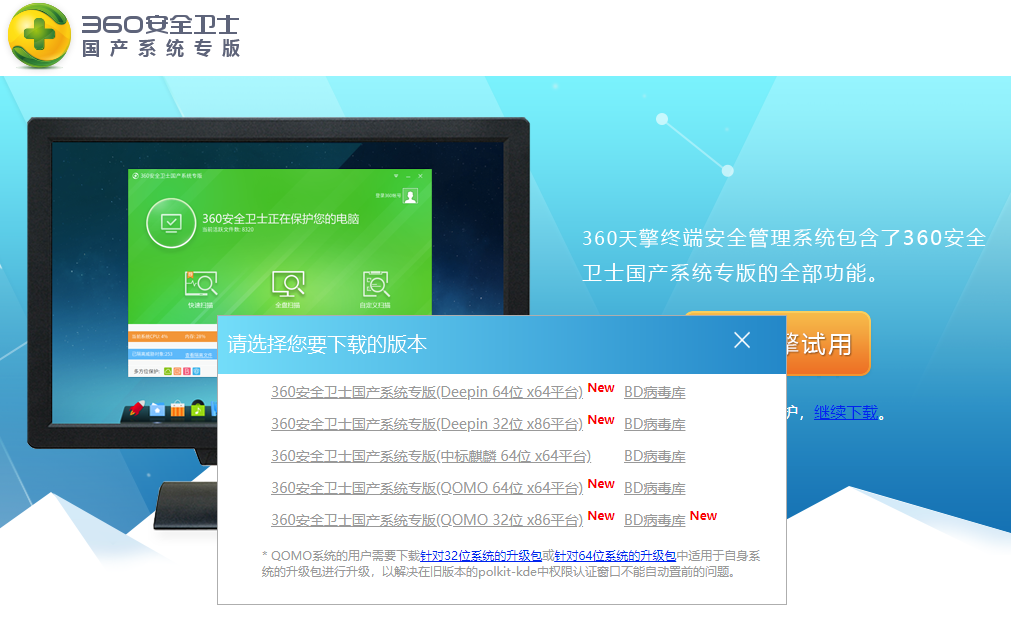 360安全卫士
国产系统专版
360安全卫士国产系统专版
登录360帐号
360安全卫士正在保护您的电脑
当前活跃文件数: 8320
快速扫描
全盘扫描
自定义扫描
多方位保护:
360天擎终端安全管理系统包含了360安全
卫士国产系统专版的全部功能。
擎试用
护，继续下载。
请选择您要下载的版本
360安全卫士国产系统专版(Deepin 64位 x64平台) New BD病毒库
360安全卫士国产系统专版(Deepin 32位 x86平台) New BD病毒库
360安全卫士国产系统专版(中标麒麟 64位 x64平台) BD病毒库
360安全卫士国产系统专版(QOMO 64位 x64平台) New BD病毒库
360安全卫士国产系统专版(QOMO 32位 x86平台) New BD病毒库 New
* QOMO系统的用户需要下载针对32位系统的升级包或针对64位系统的升级包中适用于自身系
统的升级包进行升级，以解决在旧版本的polkit-kde中权限认证窗口不能自动置前的问题。